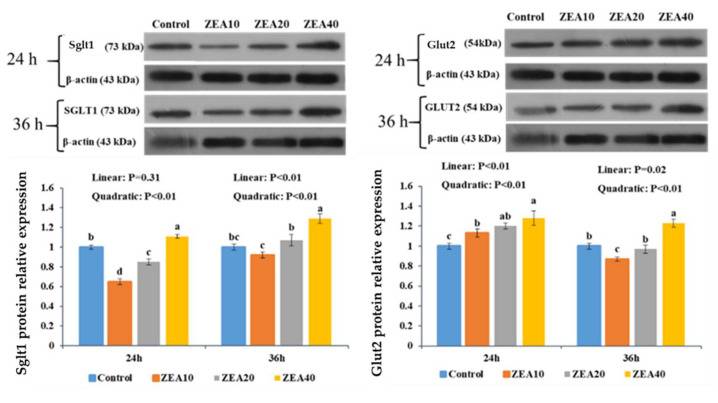 Control ZEA10 ZEA20 ZEA40
24 h
Sglt1 (73 kDa)
β-actin (43 kDa)
36 h
SGLT1 (73 kDa)
β-actin (43 kDa)
Control ZEA10 ZEA20 ZEA40
24 h
Glut2 (54kDa)
β-actin (43 kDa)
36 h
GLUT2 (54 kDa)
β-actin (43 kDa)
Sglt1 protein relative expression
Linear: P=0.31
Quadratic: P<0.01
Linear: P<0.01
Quadratic: P<0.01
1.6
1.4
1.2
1
0.8
0.6
0.4
0.2
0
b d c a
bc c b a
24h 36h
Control ZEA10 ZEA20 ZEA40
Glut2 protein relative expression
Linear: P<0.01
Quadratic: P<0.01
Linear: P=0.02
Quadratic: P<0.01
1.6
1.4
1.2
1
0.8
0.6
0.4
0.2
0
c b ab a
b c b a
24h 36h
Control ZEA10 ZEA20 ZEA40